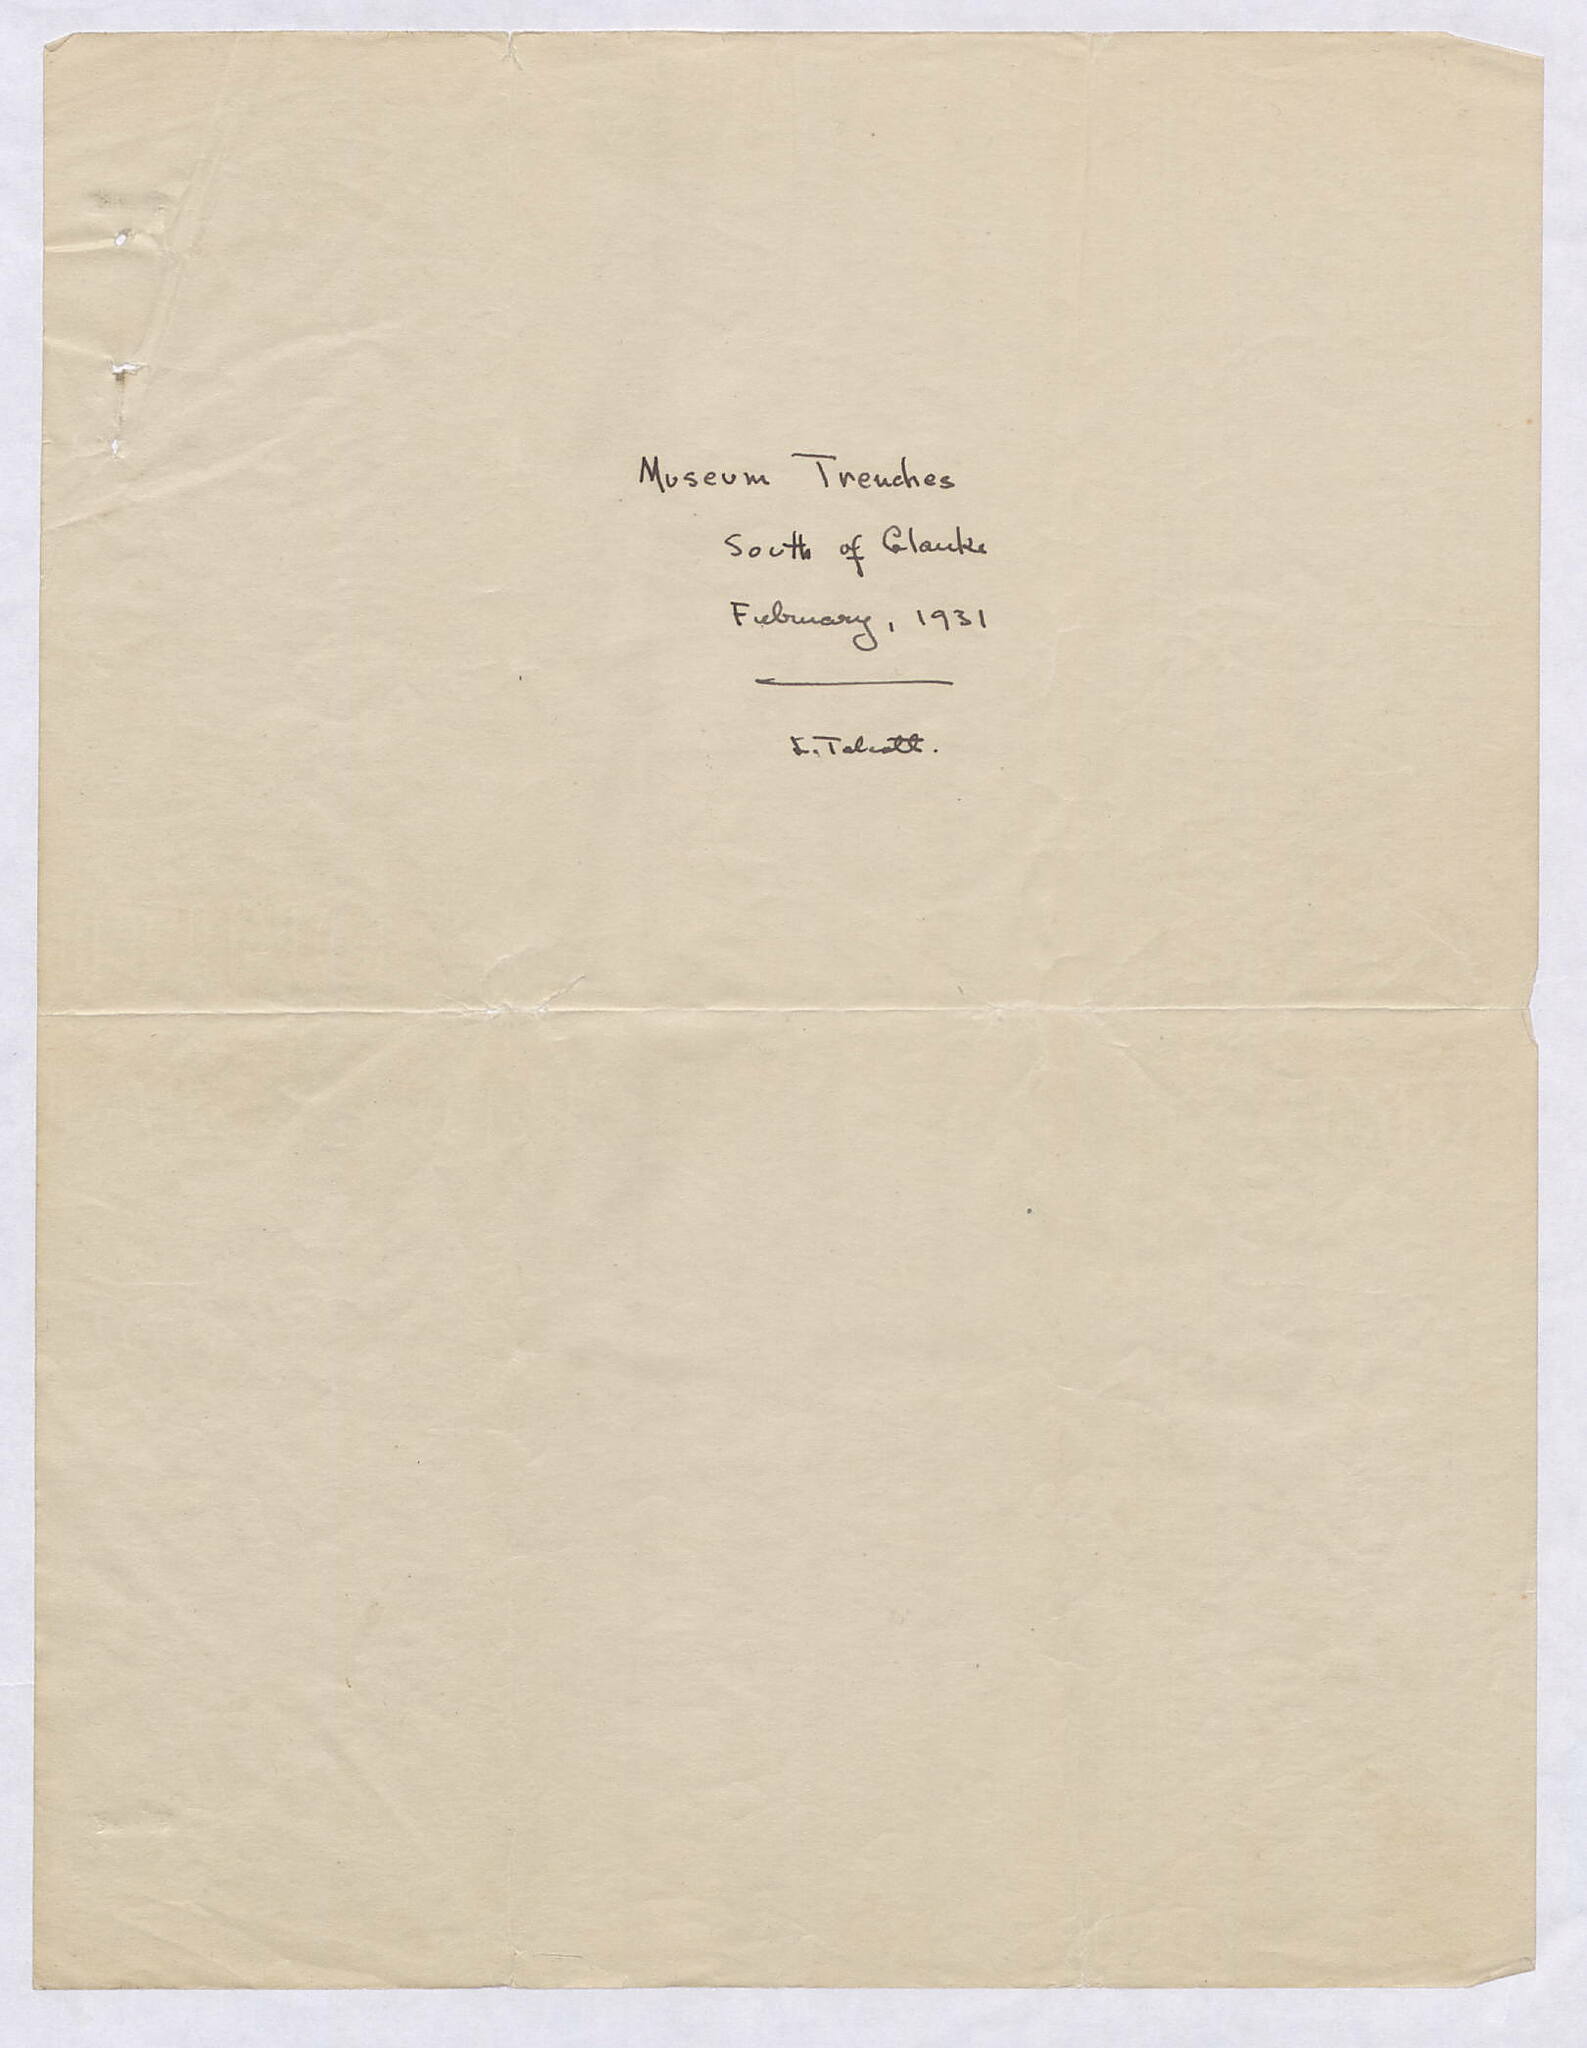 Museum Trenches
South of Glauke
February, 1931
L. Talcott.